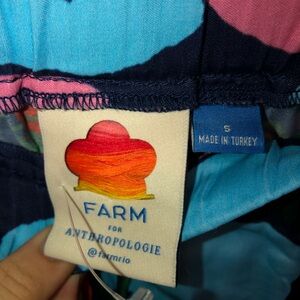 FARM
FOR
ANTHROPOLOGIE
@farmrio
S
MADE IN TURKEY